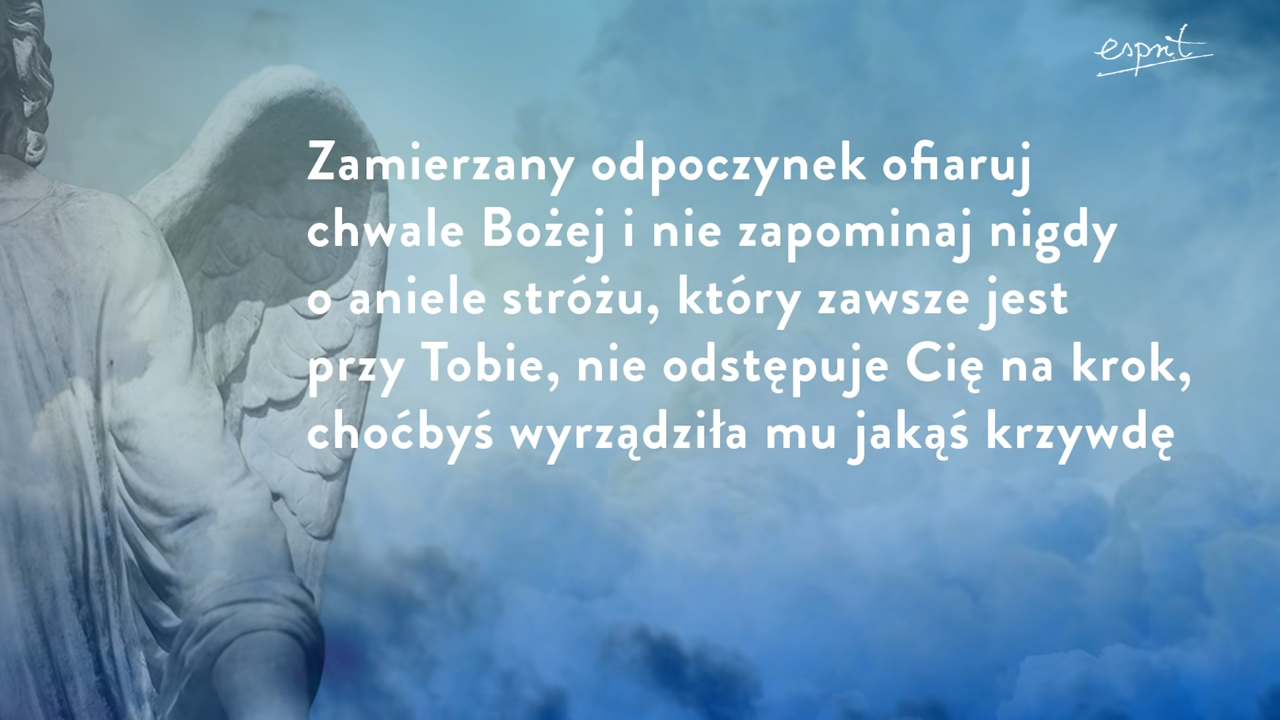 esprit
Zamierzany odpoczynek ofiaruj
chwale Bożej i nie zapominaj nigdy
o aniele stróżu, który zawsze jest
przy Tobie, nie odstępuje Cię na krok,
choćbyś wyrządziła mu jakąś krzywdę